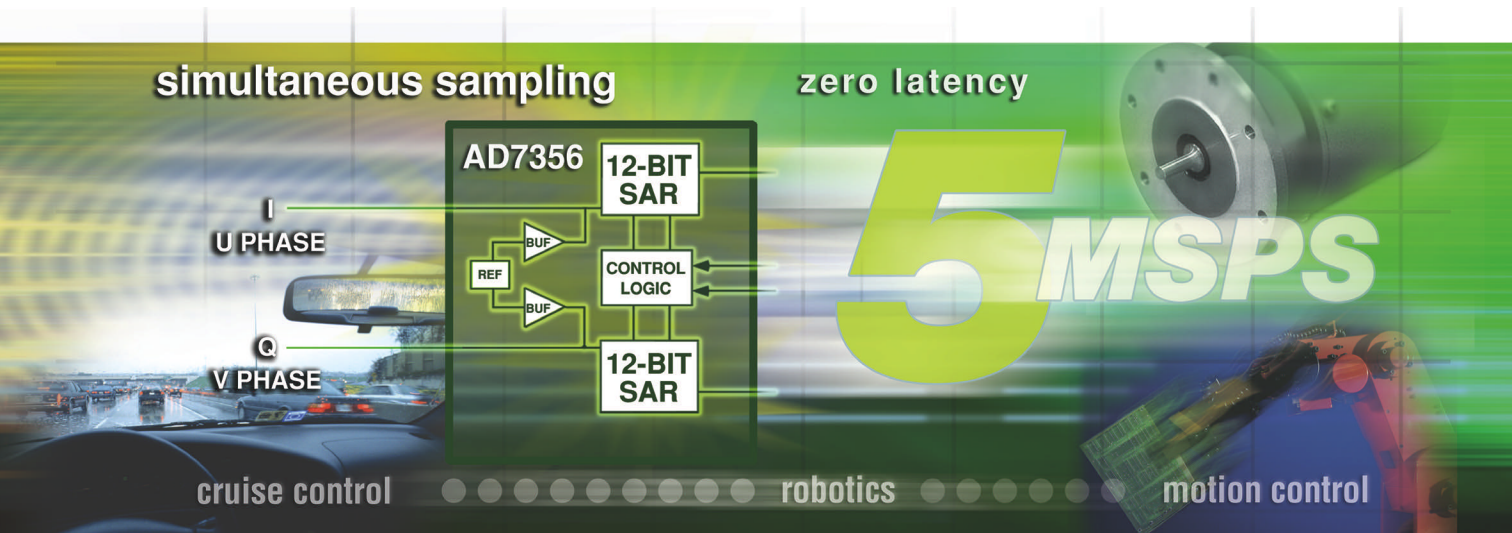 simultaneous sampling
zero latency
AD7356
12-BIT
SAR
I
U PHASE
BUF
REF
BUF
CONTROL
LOGIC
5 MSPS
Q
V PHASE
12-BIT
SAR
cruise control
robotics
motion control